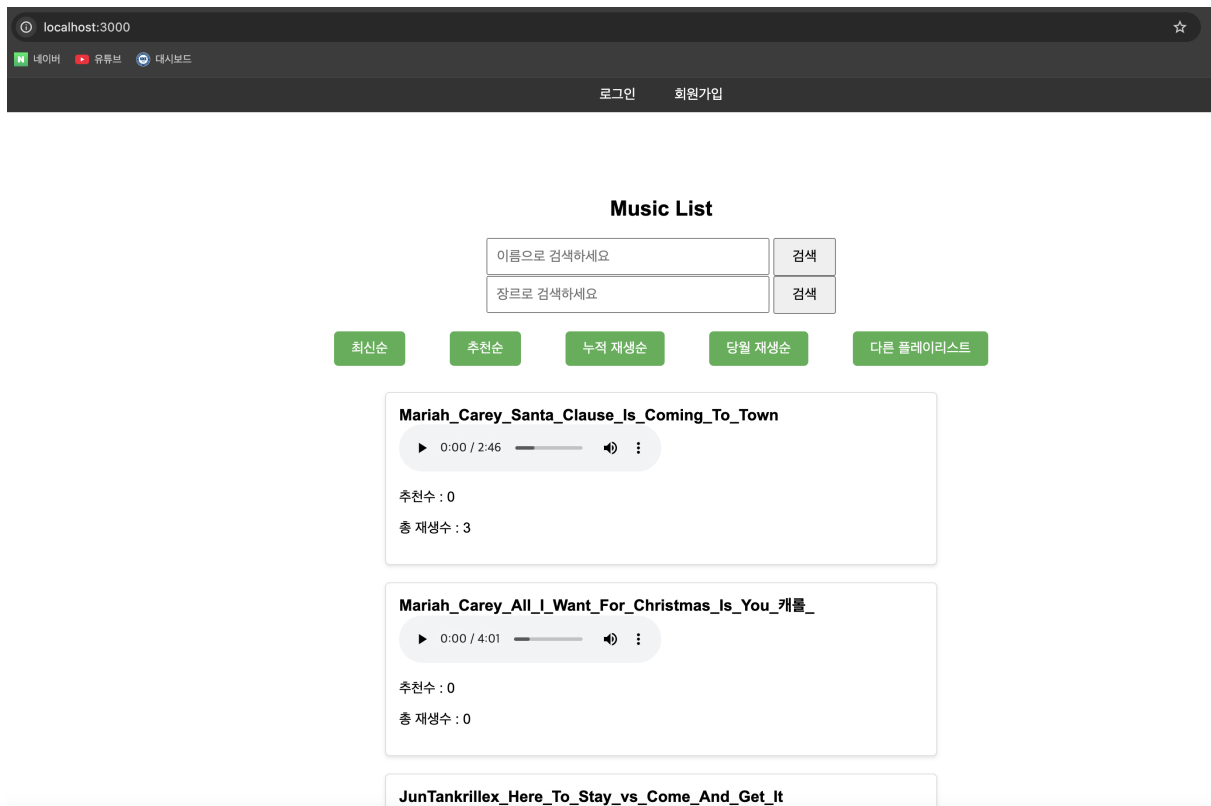 localhost:3000
네이버 유튜브 대시보드
로그인 회원가입
Music List
이름으로 검색하세요 검색
장르로 검색하세요 검색
최신순 추천순 누적 재생순 당월 재생순 다른 플레이리스트
Mariah_Carey_Santa_Clause_Is_Coming_To_Town
0:00 / 2:46
추천수 : 0
총 재생수 : 3
Mariah_Carey_All_I_Want_For_Christmas_Is_You_캐롤_
0:00 / 4:01
추천수 : 0
총 재생수 : 0
JunTankrillex_Here_To_Stay_vs_Come_And_Get_It